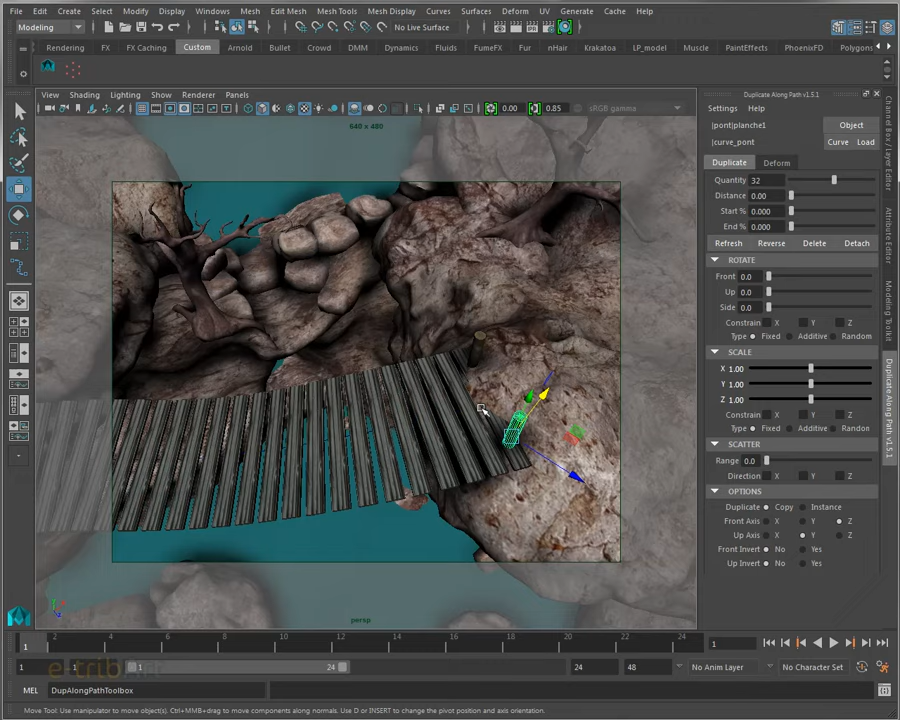 File Edit Create Select Modify Display Windows Mesh Edit Mesh Mesh Tools Mesh Display Curves Surfaces Deform UV Generate Cache Help
Modeling No Live Surface
Rendering FX FX Caching Custom Arnold Bullet Crowd DMM Dynamics Fluids FumeFX Fur nHair Krakatoa LP_model Muscle PaintEffects PhoenixFD Polygons
View Shading Lighting Show Renderer Panels
0.00 0.85 sRGB gamma
640 x 480
persp
Duplicate Along Path v1.5.1
Settings Help
|pont|planche1 Object
|curve_pont Curve Load
Duplicate Deform
Quantity 32
Distance 0.00
Start % 0.000
End % 0.000
Refresh Reverse Delete Detach
ROTATE
Front 0.0
Up 0.0
Side 0.0
Constrain X Y Z
Type Fixed Additive Random
SCALE
X 1.00
Y 1.00
Z 1.00
Constrain X Y Z
Type Fixed Additive Randon
SCATTER
Range 0.0
Direction X Y Z
OPTIONS
Duplicate Copy Instance
Front Axis X Y Z
Up Axis X Y Z
Front Invert No Yes
Up Invert No Yes
Channel Box / Layer Editor
Attribute Editor
Modeling Toolkit
Duplicate Along Path v1.5.1
1 2 4 6 8 10 12 14 16 18 20 22 24 1
1 1 1 24 24 48 No Anim Layer No Character Set
MEL DupAlongPathToolbox
Move Tool: Use manipulator to move object(s). Ctrl+MMB+drag to move components along normals. Use D or INSERT to change the pivot position and axis orientation.